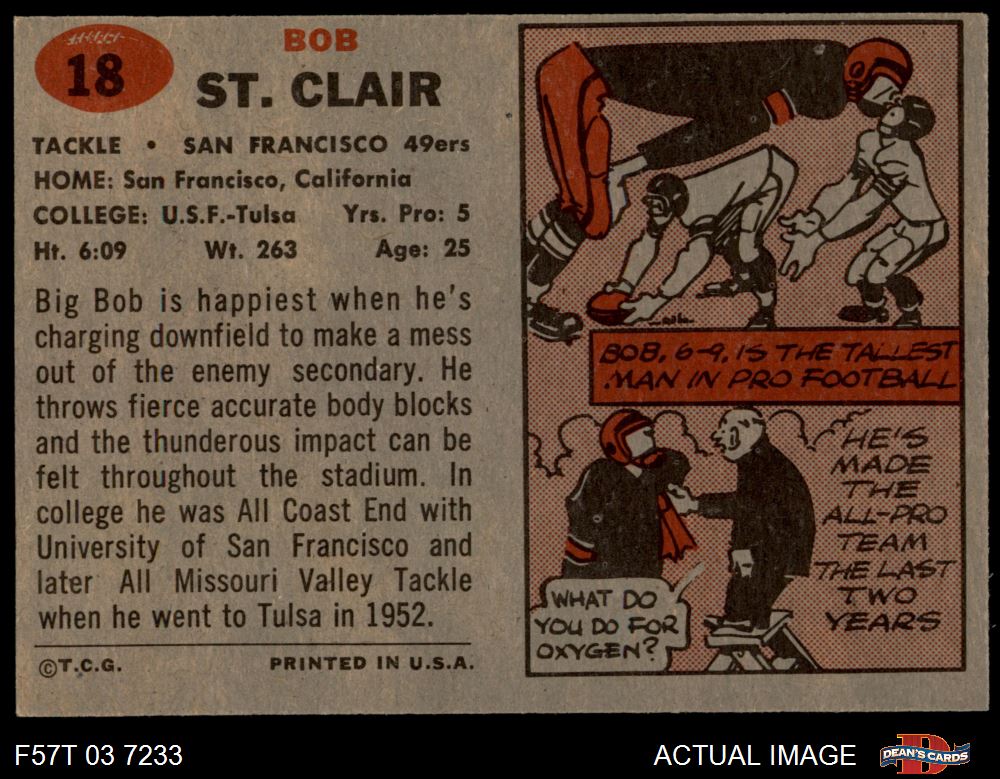 18
BOB
ST. CLAIR
TACKLE • SAN FRANCISCO 49ers
HOME: San Francisco, California
COLLEGE: U.S.F.-Tulsa Yrs. Pro: 5
Ht. 6:09 Wt. 263 Age: 25
Big Bob is happiest when he's
charging downfield to make a mess
out of the enemy secondary. He
throws fierce accurate body blocks
and the thunderous impact can be
felt throughout the stadium. In
college he was All Coast End with
University of San Francisco and
later All Missouri Valley Tackle
when he went to Tulsa in 1952.
©T.C.G. PRINTED IN U.S.A.
BOB, 6-9, IS THE TALLEST
MAN IN PRO FOOTBALL
HE'S
MADE
THE
ALL-PRO
TEAM
THE LAST
TWO
YEARS
WHAT DO
YOU DO FOR
OXYGEN?
F57T 03 7233 ACTUAL IMAGE
DEAN'S CARDS